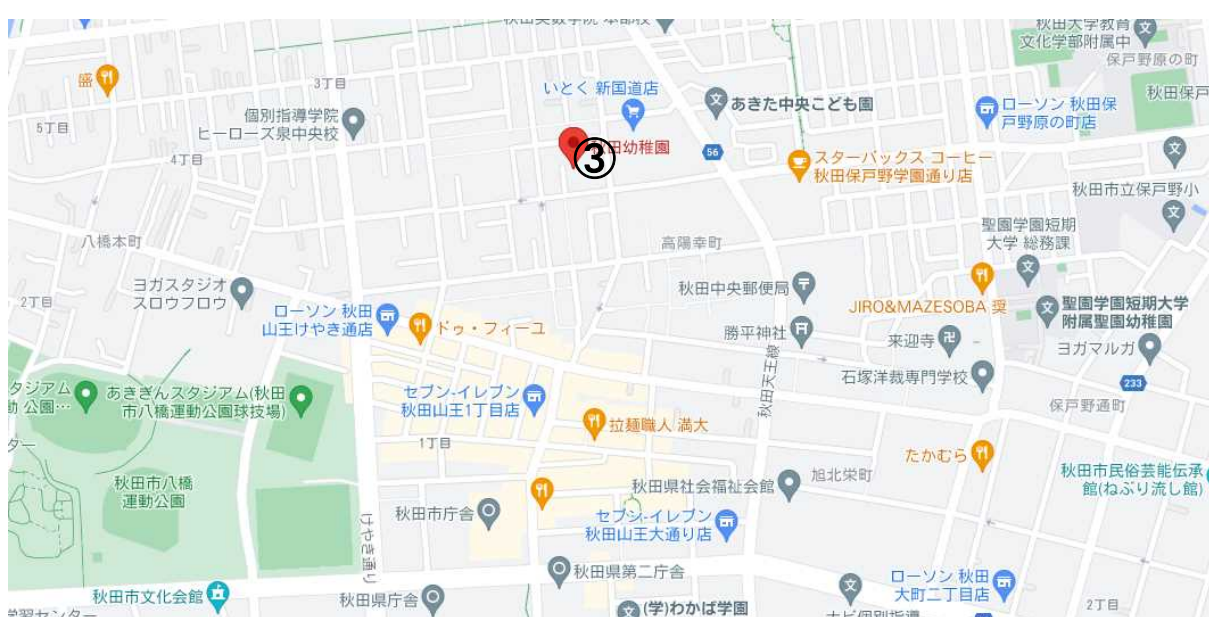 秋田大学教育
文化学部附属中
保戸野原の町
盛
3丁目
いとく 新国道店
あきた中央こども園
ローソン 秋田保
戸野原の町店
秋田保戸
個別指導学院
ヒーローズ泉中央校
5丁目
4丁目
③
秋田幼稚園
56
スターバックス コーヒー
秋田保戸野学園通り店
秋田市立保戸野小
八橋本町
高陽幸町
聖園学園短期
大学 総務課
ヨガスタジオ
スロウフロウ
2丁目
秋田中央郵便局
JIRO&MAZESOBA 奨
聖園学園短期大学
附属聖園幼稚園
ローソン 秋田
山王けやき通店
ドゥ・フィーユ
勝平神社
来迎寺
ヨガマルガ
秋田天王線
石塚洋裁専門学校
233
タジアム
動 公園…
あきぎんスタジアム(秋田
市八橋運動公園球技場)
セブン-イレブン
秋田山王1丁目店
保戸野通町
拉麺職人 満大
1丁目
たかむら
ター
秋田市八橋
運動公園
秋田県社会福祉会館
旭北栄町
秋田市民俗芸能伝承
館(ねぶり流し館)
秋田市庁舎
セブン-イレブン
秋田山王大通り店
けやき通り
秋田県第二庁舎
ローソン 秋田
大町二丁目店
秋田市文化会館
秋田県庁舎
(学)わかば学園
2丁目